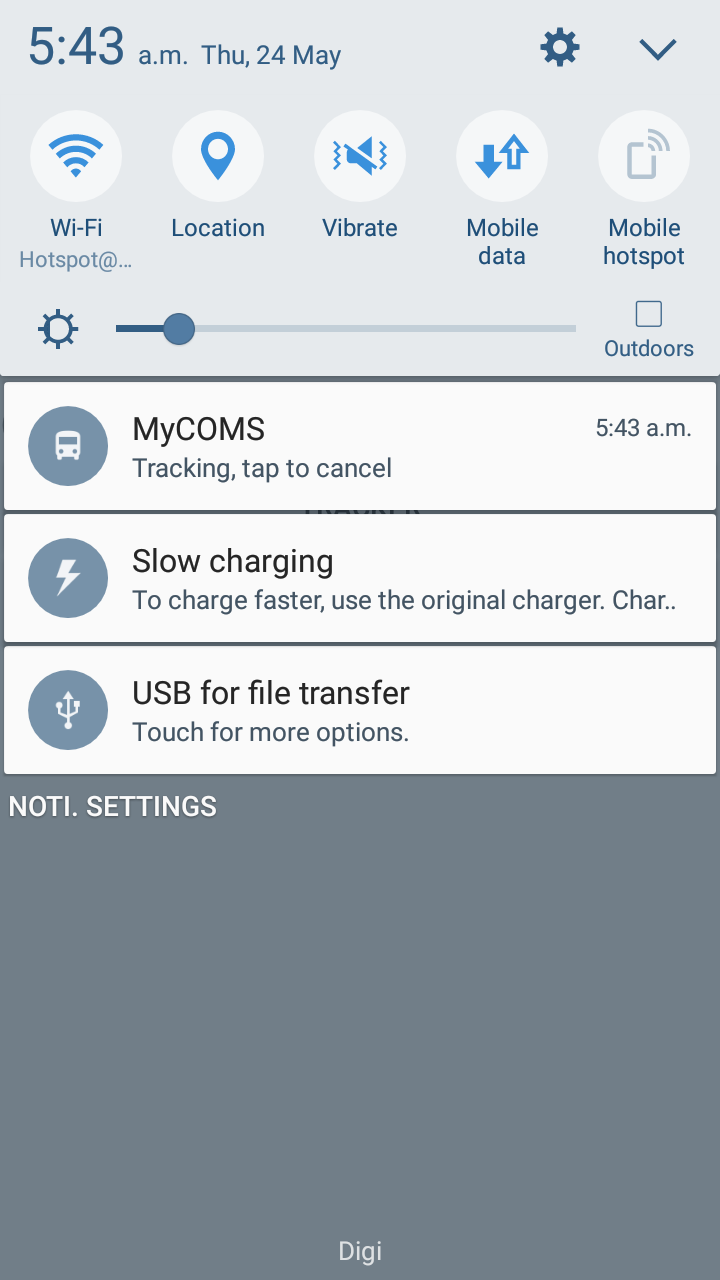 5:43 a.m. Thu, 24 May
Wi-Fi
Hotspot@...
Location
Vibrate
Mobile
data
Mobile
hotspot
Outdoors
MyCOMS
5:43 a.m.
Tracking, tap to cancel
Slow charging
To charge faster, use the original charger. Char..
USB for file transfer
Touch for more options.
NOTI. SETTINGS
Digi